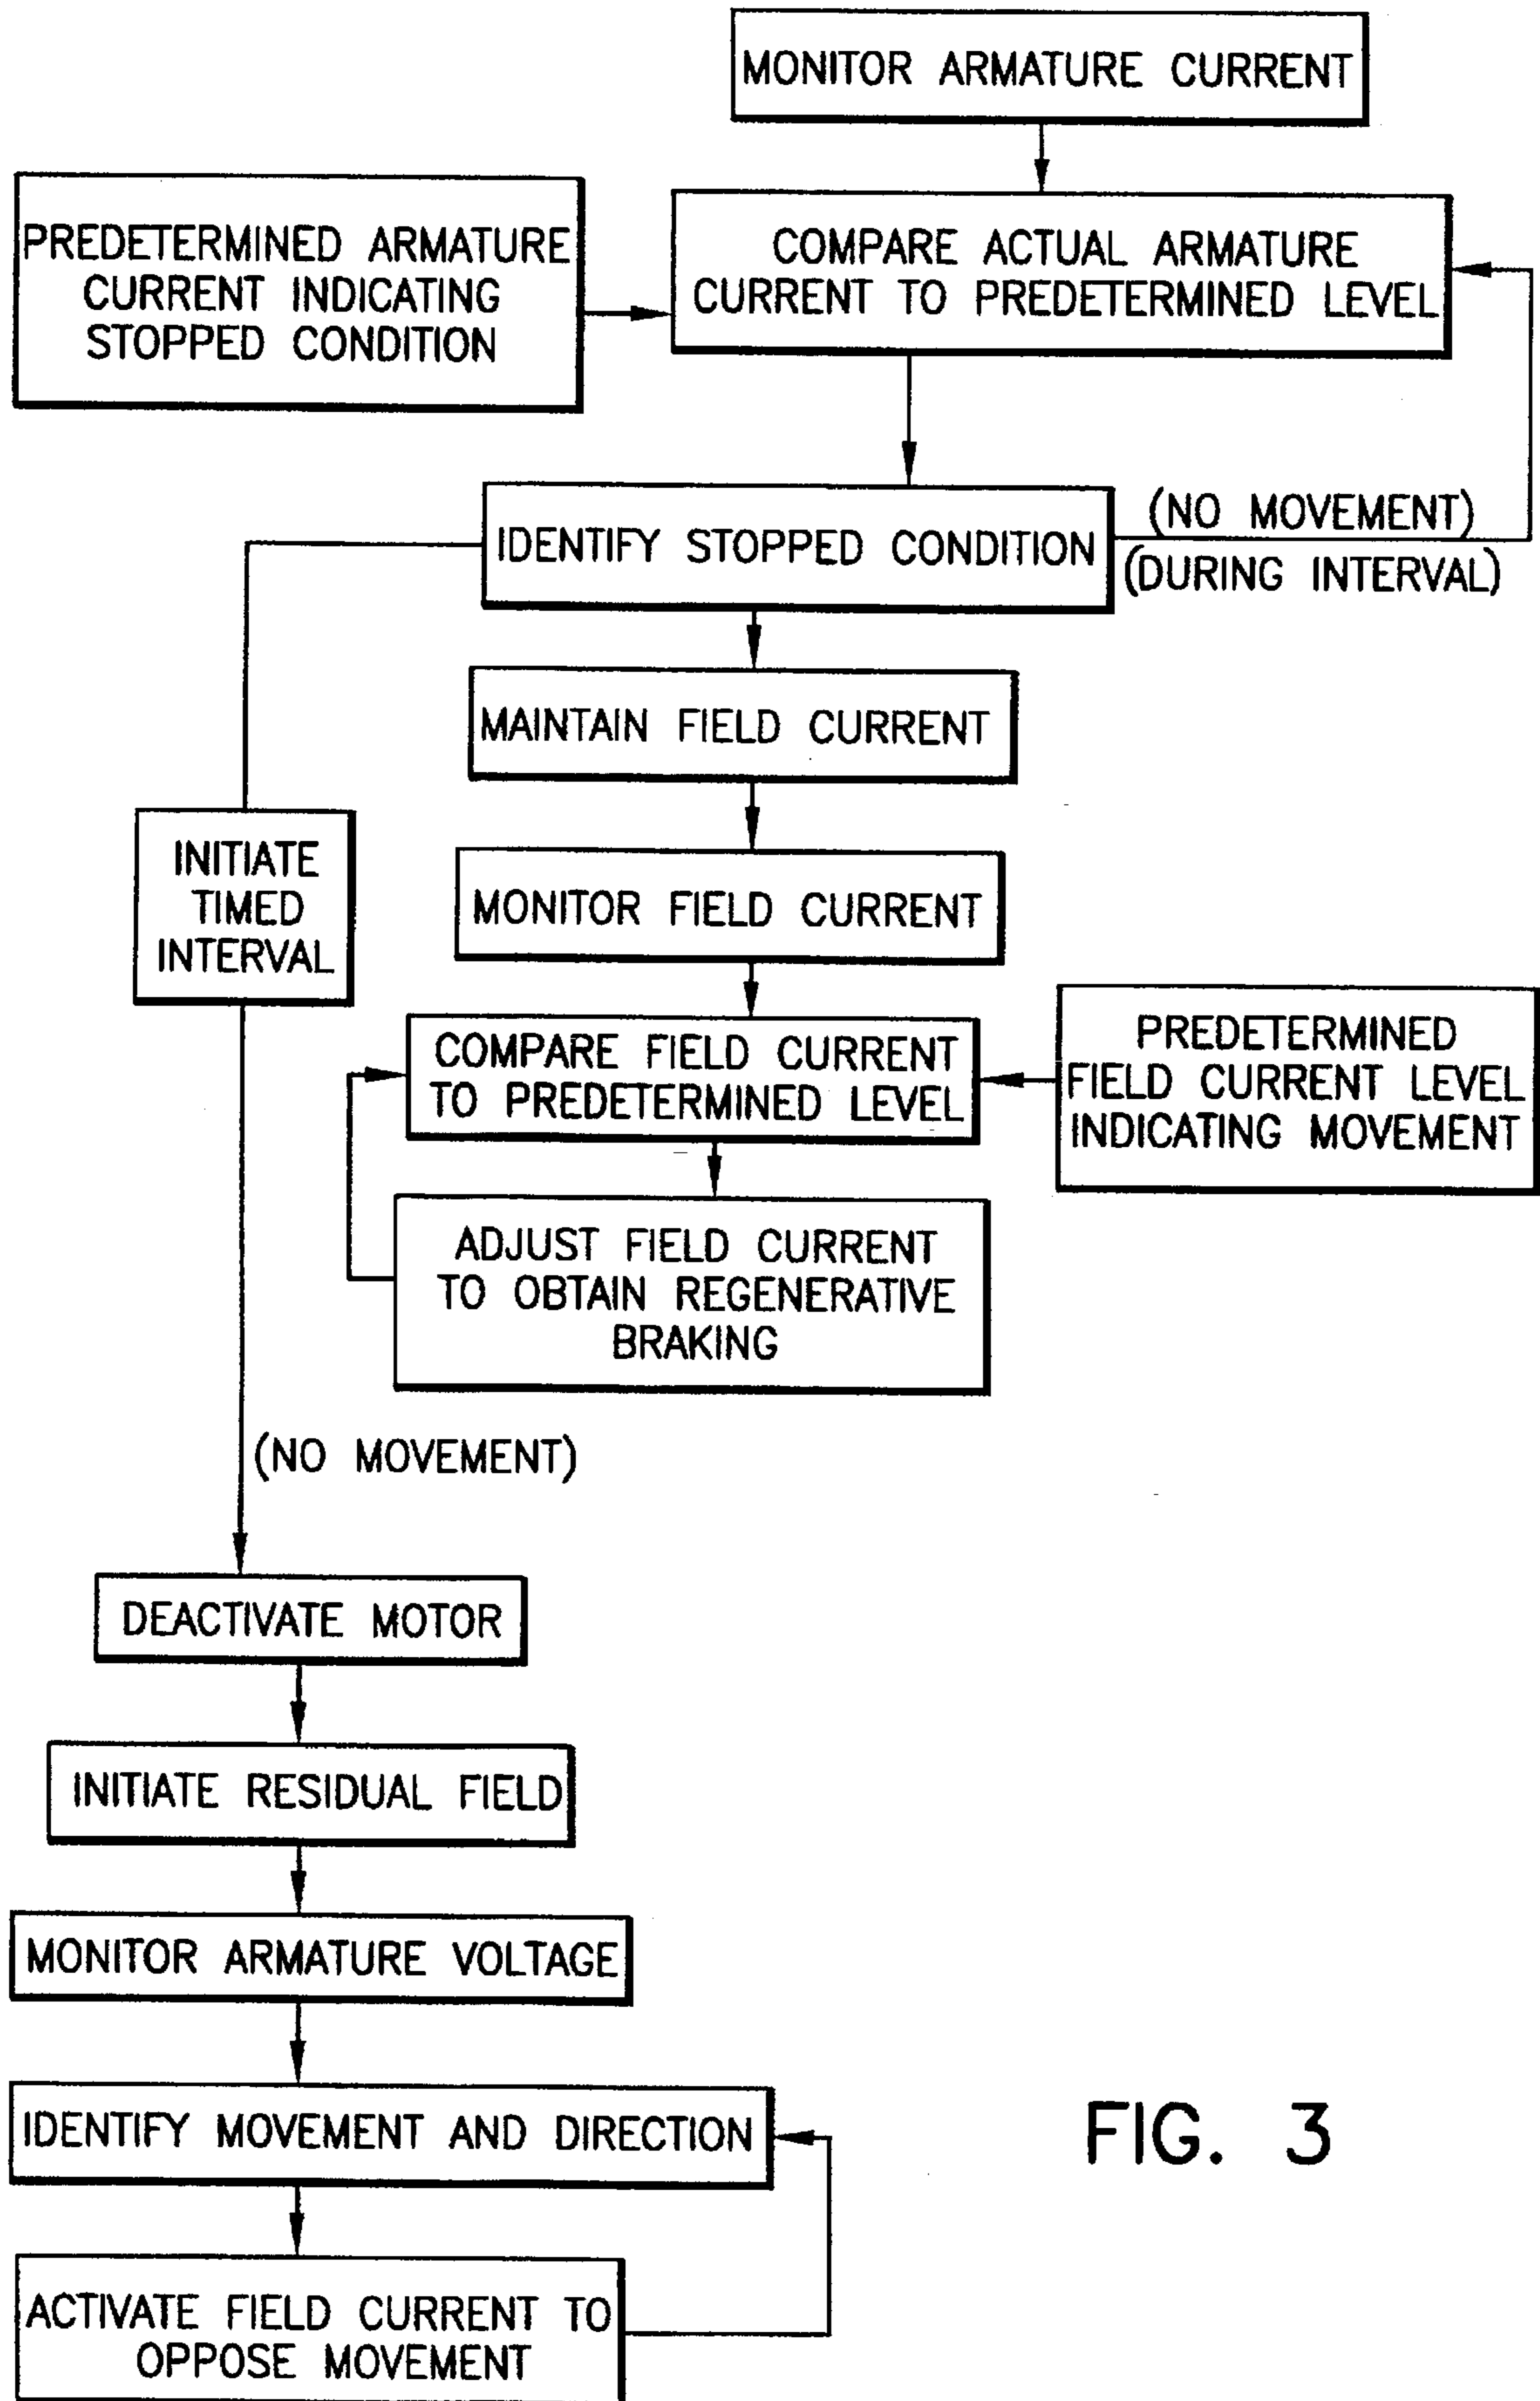 MONITOR ARMATURE CURRENT
PREDETERMINED ARMATURE
CURRENT INDICATING
STOPPED CONDITION
COMPARE ACTUAL ARMATURE
CURRENT TO PREDETERMINED LEVEL
IDENTIFY STOPPED CONDITION
(NO MOVEMENT)
(DURING INTERVAL)
MAINTAIN FIELD CURRENT
INITIATE
TIMED
INTERVAL
MONITOR FIELD CURRENT
COMPARE FIELD CURRENT
TO PREDETERMINED LEVEL
PREDETERMINED
FIELD CURRENT LEVEL
INDICATING MOVEMENT
ADJUST FIELD CURRENT
TO OBTAIN REGENERATIVE
BRAKING
(NO MOVEMENT)
DEACTIVATE MOTOR
INITIATE RESIDUAL FIELD
MONITOR ARMATURE VOLTAGE
IDENTIFY MOVEMENT AND DIRECTION
ACTIVATE FIELD CURRENT TO
OPPOSE MOVEMENT
FIG. 3